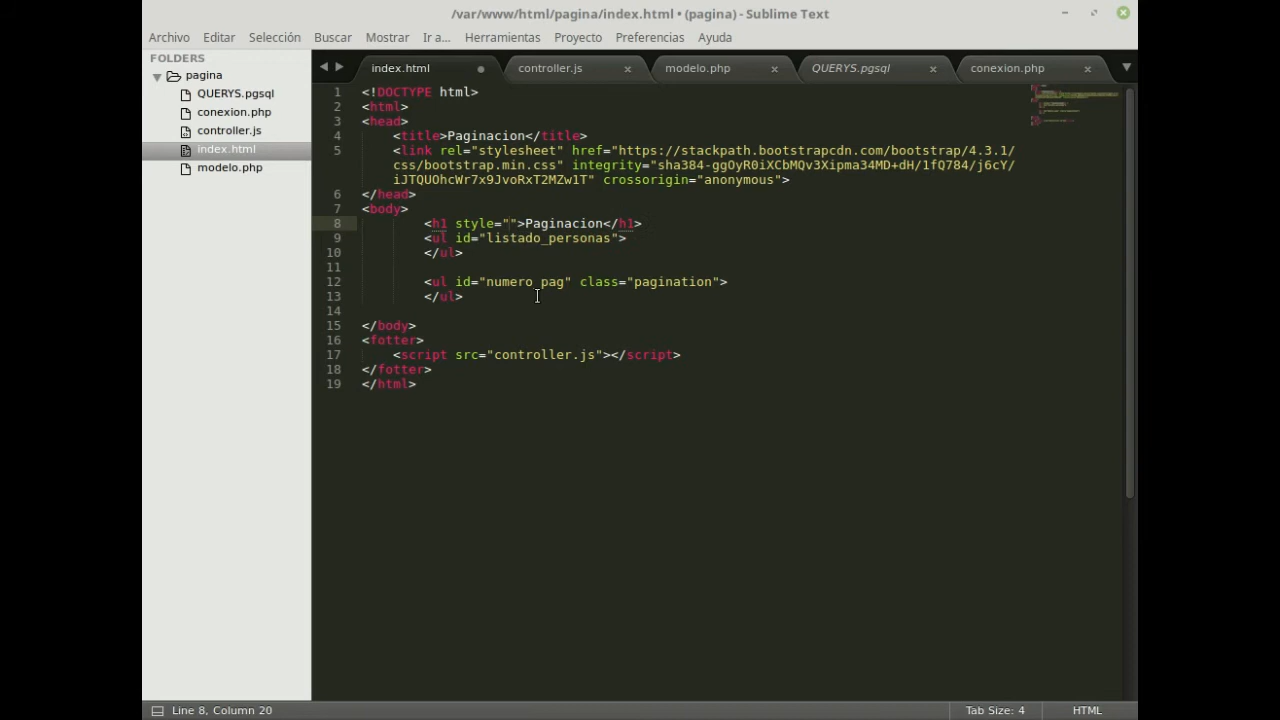 /var/www/html/pagina/index.html • (pagina) - Sublime Text
Archivo Editar Selección Buscar Mostrar Ir a... Herramientas Proyecto Preferencias Ayuda
FOLDERS
pagina
QUERYS.pgsql
conexion.php
controller.js
index.html
modelo.php
index.html controller.js modelo.php QUERYS.pgsql conexion.php
1 <!DOCTYPE html>
2 <html>
3 <head>
4 <title>Paginacion</title>
5 <link rel="stylesheet" href="https://stackpath.bootstrapcdn.com/bootstrap/4.3.1/
css/bootstrap.min.css" integrity="sha384-ggOyR0iXCbMQv3Xipma34MD+dH/1fQ784/j6cY/
iJTQUOhcWr7x9JvoRxT2MZw1T" crossorigin="anonymous">
6 </head>
7 <body>
8 <h1 style="">Paginacion</h1>
9 <ul id="listado_personas">
10 </ul>
11
12 <ul id="numero_pag" class="pagination">
13 </ul>
14
15 </body>
16 <fotter>
17 <script src="controller.js"></script>
18 </fotter>
19 </html>
Line 8, Column 20 Tab Size: 4 HTML